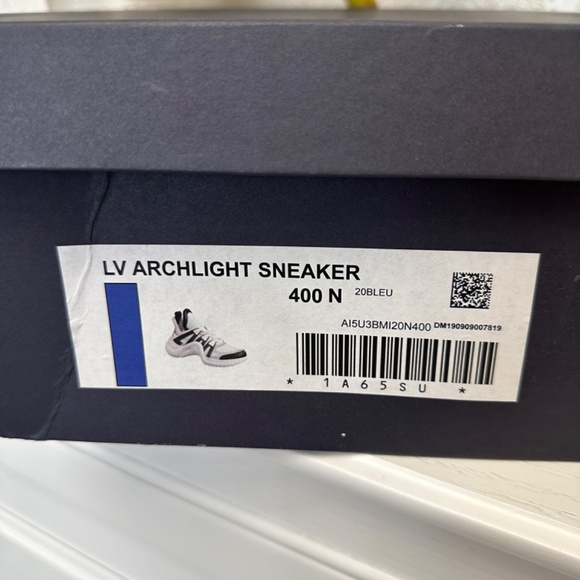 LV ARCHLIGHT SNEAKER
400 N 20BLEU
AI5U3BMI20N400 DM190909007819
* 1A65SU *